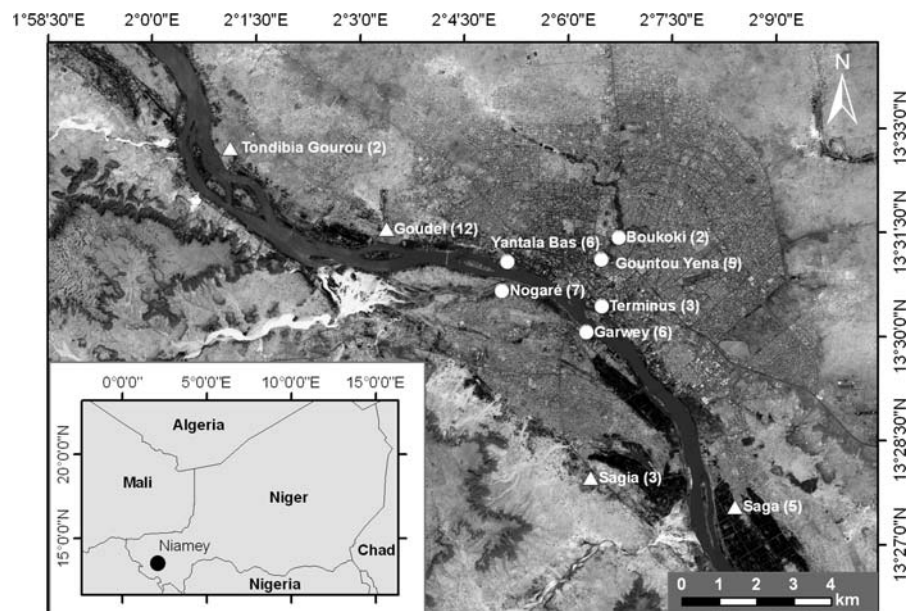 1°58'30"E 2°0'0"E 2°1'30"E 2°3'0"E 2°4'30"E 2°6'0"E 2°7'30"E 2°9'0"E
N
13°33'0"N
Tondibia Gourou (2)
13°31'30"N
Goudel (12)
Boukoki (2)
Yantala Bas (6)
Gountou Yena (5)
Nogaré (7)
Terminus (3)
Garwey (6)
13°30'0"N
13°28'30"N
Sagia (3)
Saga (5)
13°27'0"N
0 1 2 3 4
km
0°0'0" 5°0'0"E 10°0'0"E 15°0'0"E
20°0'0"N
15°0'0"N
Algeria
Mali
Niger
Niamey
Chad
Nigeria